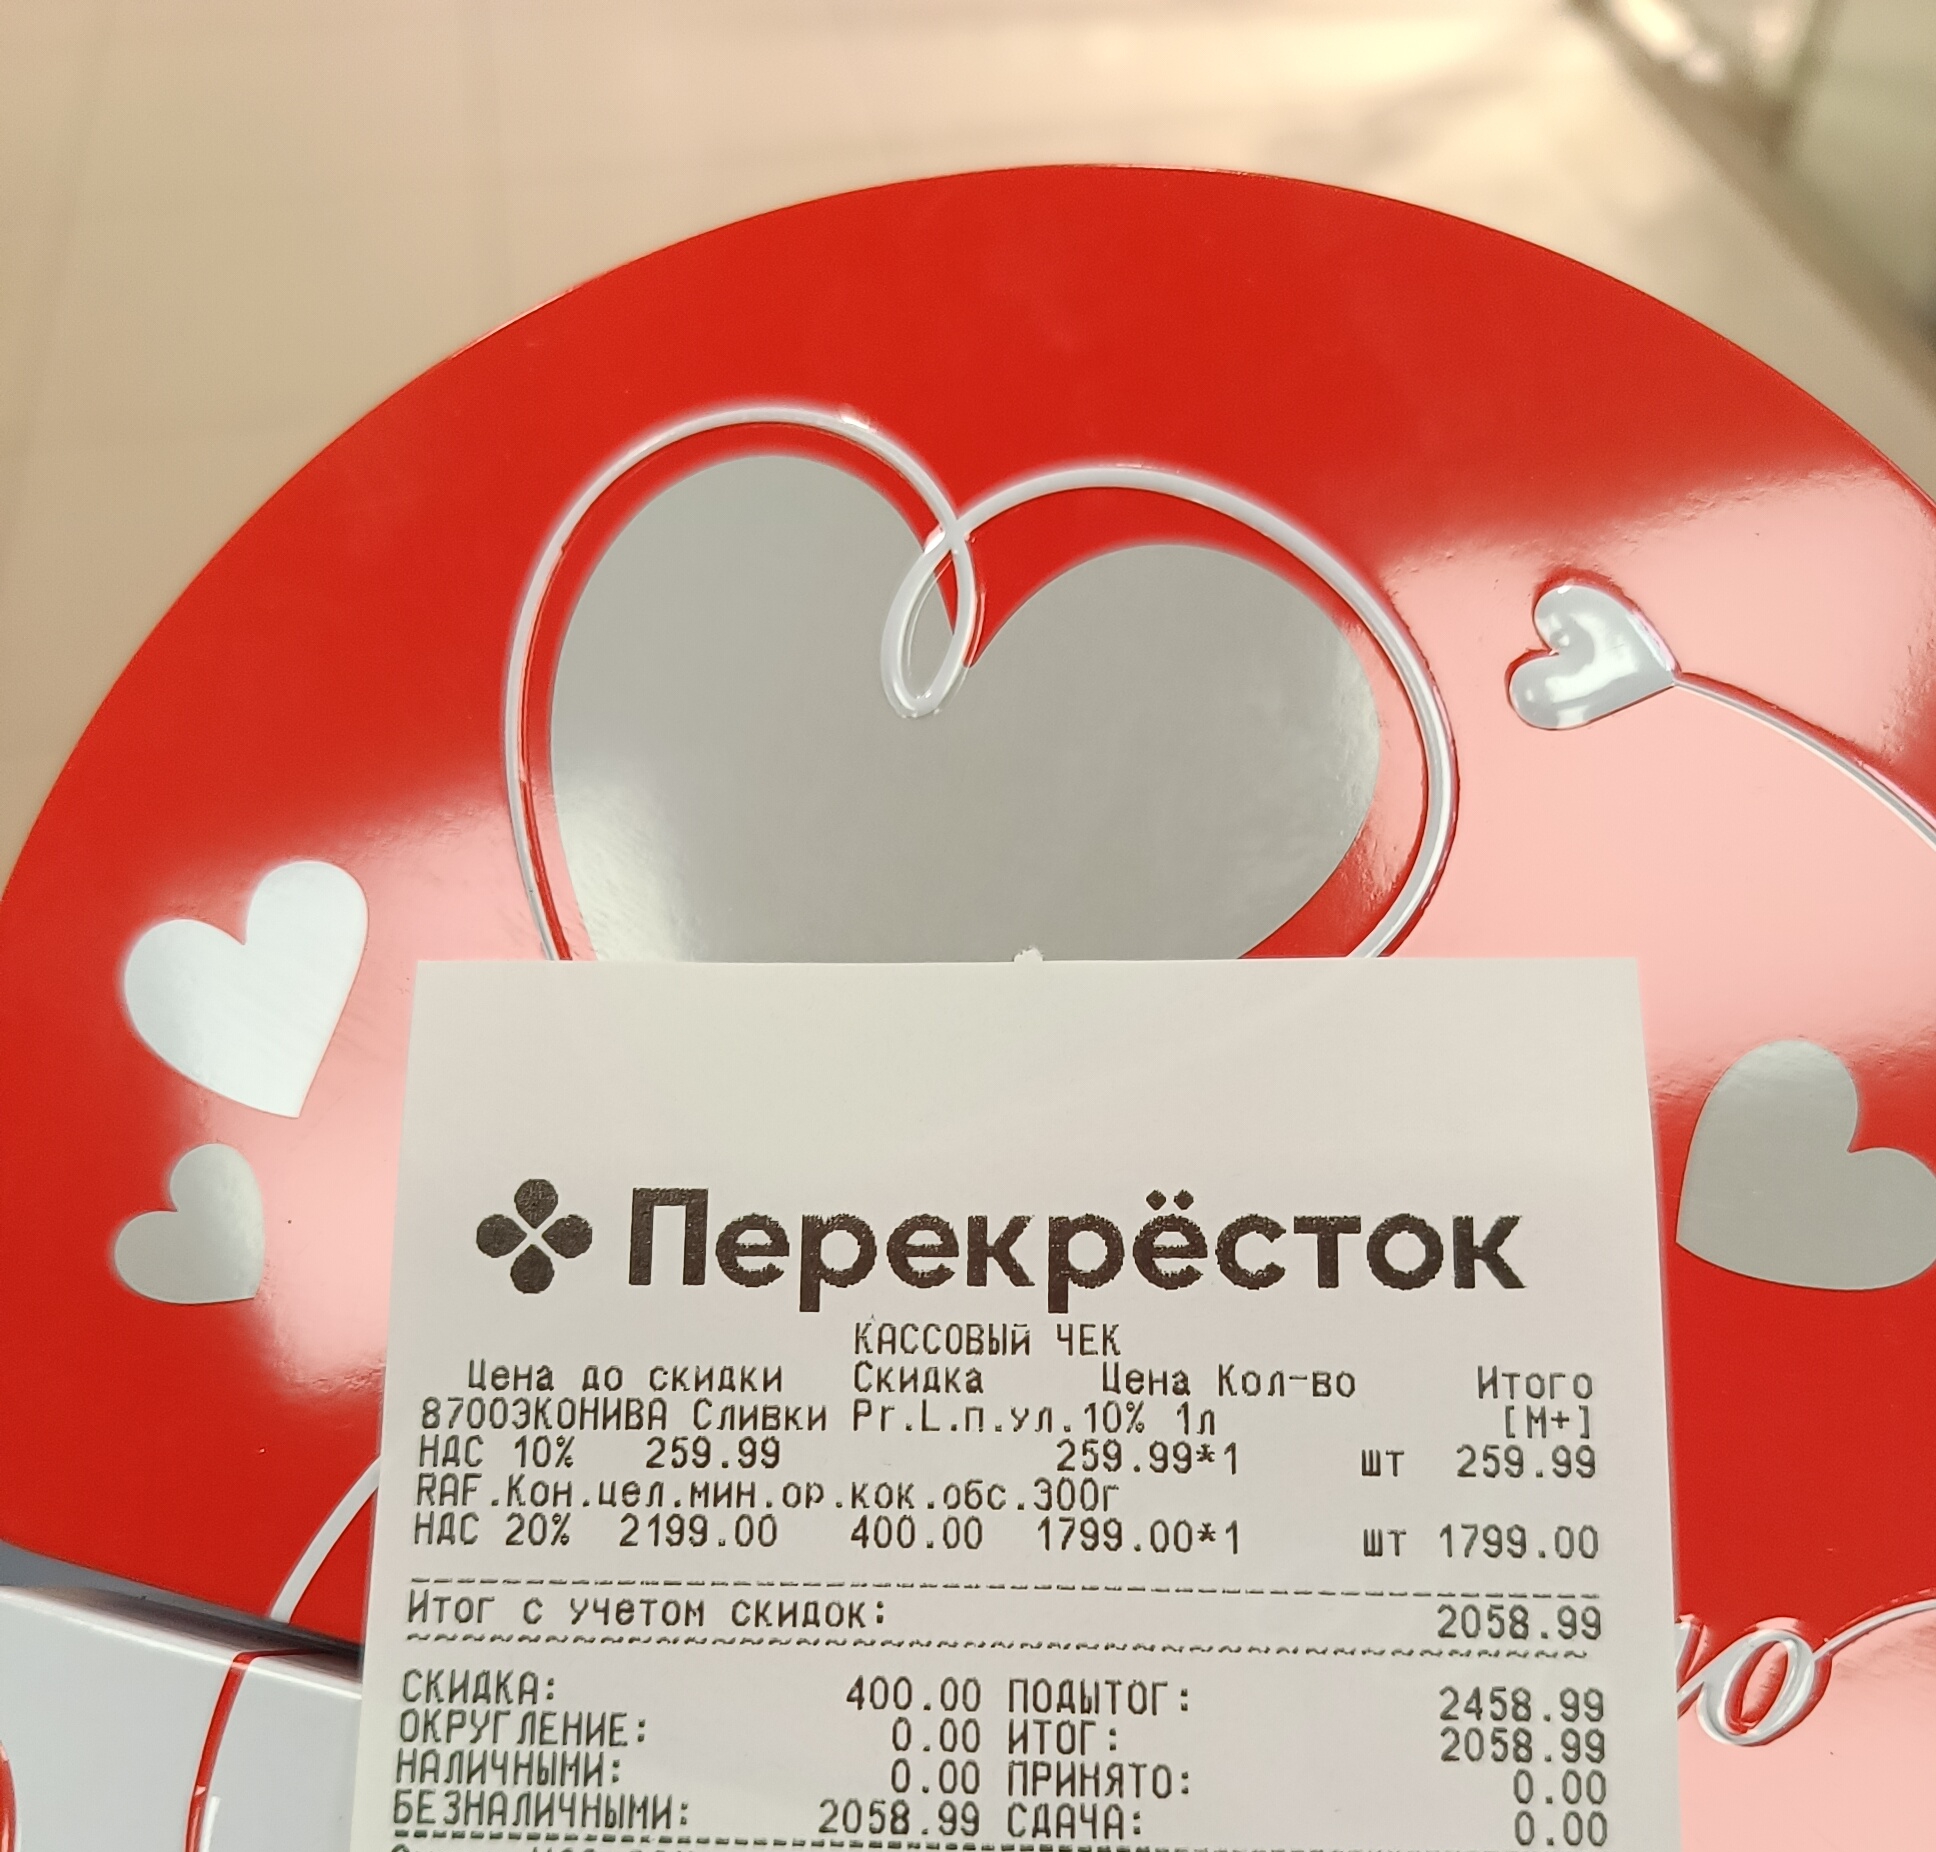 Перекрёсток
КАССОВЫЙ ЧЕК
Цена до скидки Скидка Цена Кол-во Итого
8700ЭКОНИВА Сливки Pr.L.п.ул.10% 1л [М+]
НДС 10% 259.99 259.99*1 шт 259.99
RAF.Кон.цел.мин.ор.кок.обс.300г
НДС 20% 2199.00 400.00 1799.00*1 шт 1799.00
Итог с учетом скидок: 2058.99
СКИДКА: 400.00 ПОДЫТОГ: 2458.99
ОКРУГЛЕНИЕ: 0.00 ИТОГ: 2058.99
НАЛИЧНЫМИ: 0.00 ПРИНЯТО: 0.00
БЕЗНАЛИЧНЫМИ: 2058.99 СДАЧА: 0.00